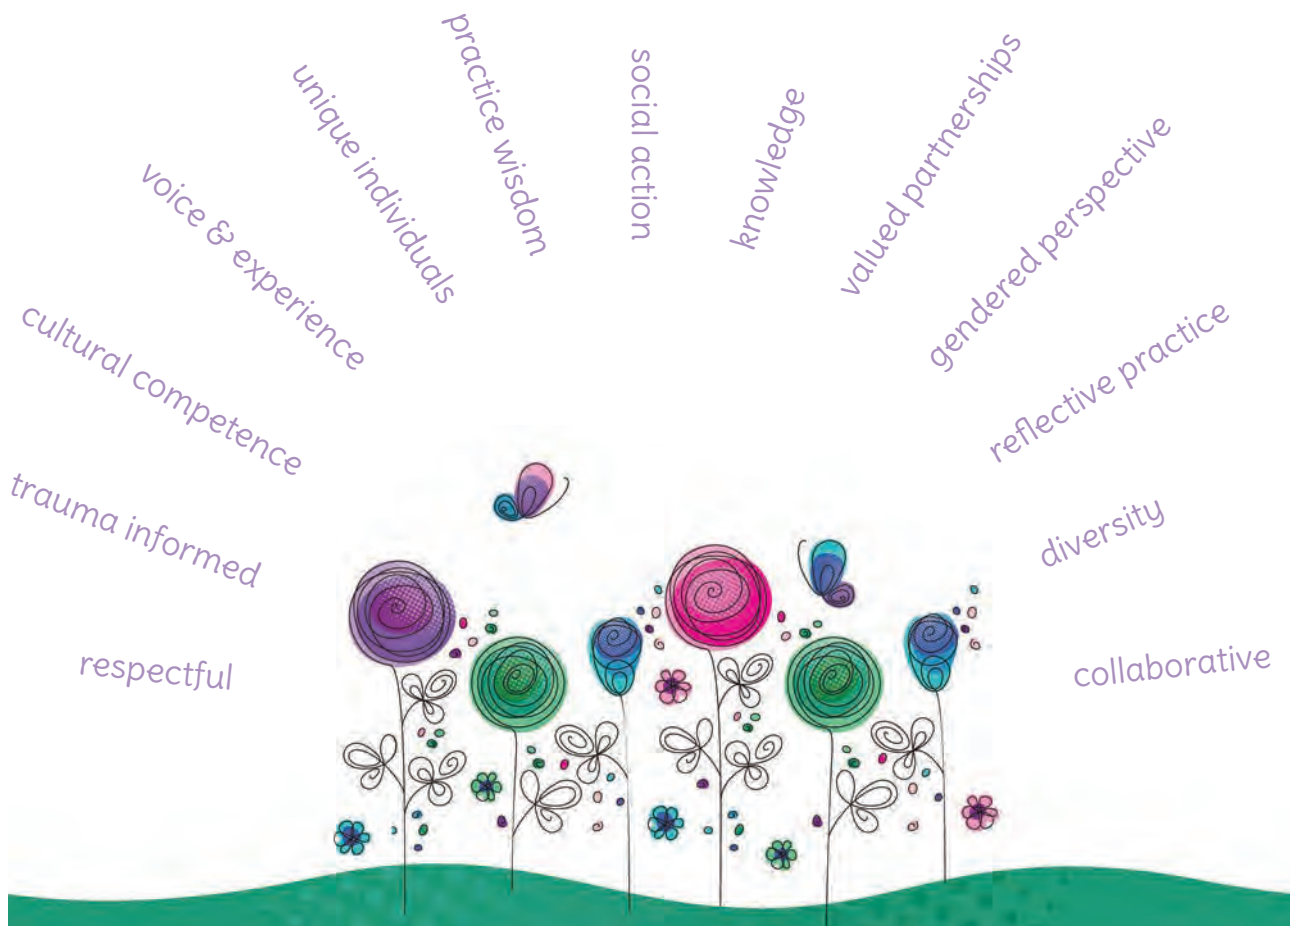 respectful
trauma informed
cultural competence
voice & experience
unique individuals
practice wisdom
social action
knowledge
valued partnerships
gendered perspective
reflective practice
diversity
collaborative